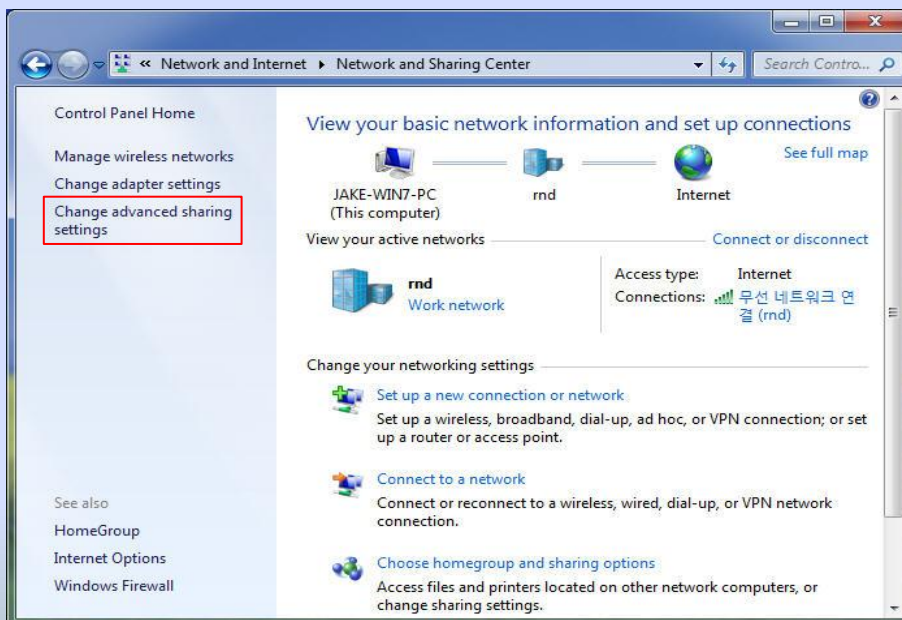 « Network and Internet ▸ Network and Sharing Center
Search Contro...
Control Panel Home
Manage wireless networks
Change adapter settings
Change advanced sharing
settings
See also
HomeGroup
Internet Options
Windows Firewall
View your basic network information and set up connections
See full map
JAKE-WIN7-PC
(This computer)
rnd
Internet
View your active networks
Connect or disconnect
rnd
Work network
Access type: Internet
Connections: 무선 네트워크 연
결 (rnd)
Change your networking settings
Set up a new connection or network
Set up a wireless, broadband, dial-up, ad hoc, or VPN connection; or set
up a router or access point.
Connect to a network
Connect or reconnect to a wireless, wired, dial-up, or VPN network
connection.
Choose homegroup and sharing options
Access files and printers located on other network computers, or
change sharing settings.